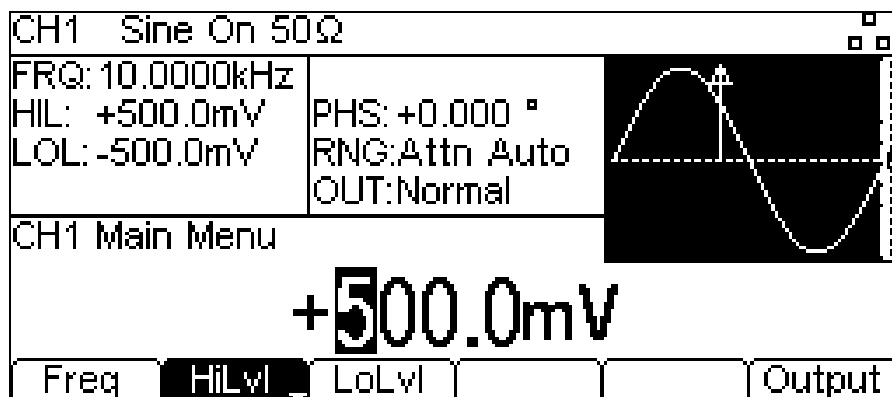 CH1 Sine On 50Ω
FRQ: 10.0000kHz
HIL: +500.0mV
LOL: -500.0mV
PHS: +0.000 °
RNG:Attn Auto
OUT:Normal
CH1 Main Menu
+500.0mV
Freq HiLvl LoLvl Output